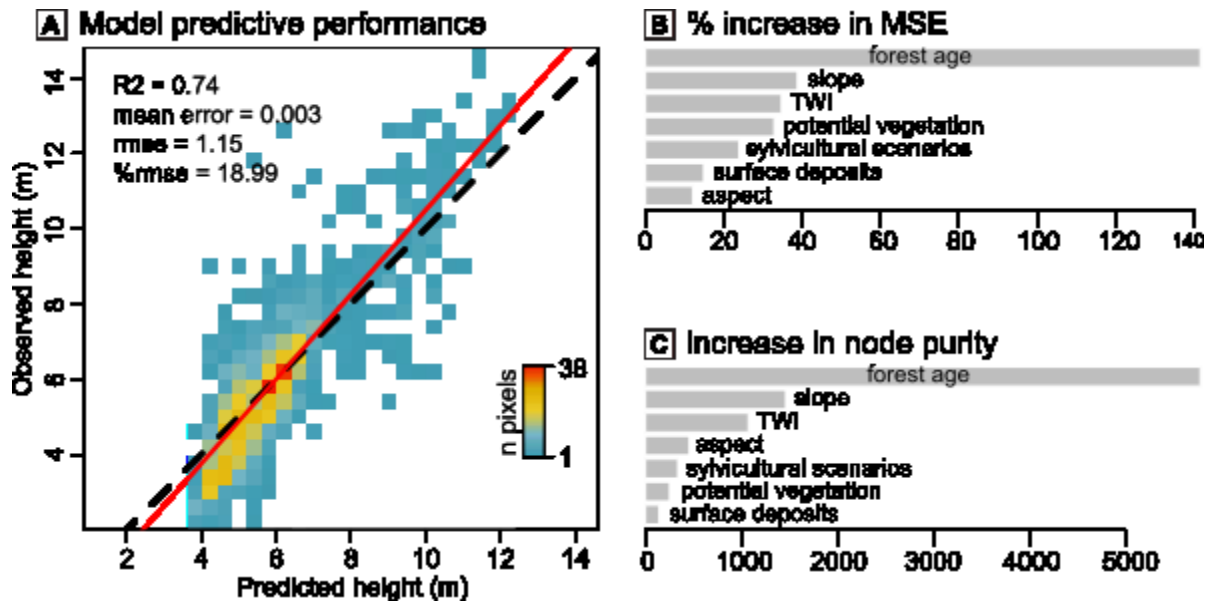 A Model predictive performance
R2 = 0.74
mean error = 0.003
rmse = 1.15
%rmse = 18.99
Observed height (m)
14
12
10
8
6
4
n pixels
38
1
2 4 6 8 10 12 14
Predicted height (m)
B % increase in MSE
forest age
slope
TWI
potential vegetation
sylvicultural scenarios
surface deposits
aspect
0 20 40 60 80 100 120 140
C Increase in node purity
forest age
slope
TWI
aspect
sylvicultural scenarios
potential vegetation
surface deposits
0 1000 2000 3000 4000 5000